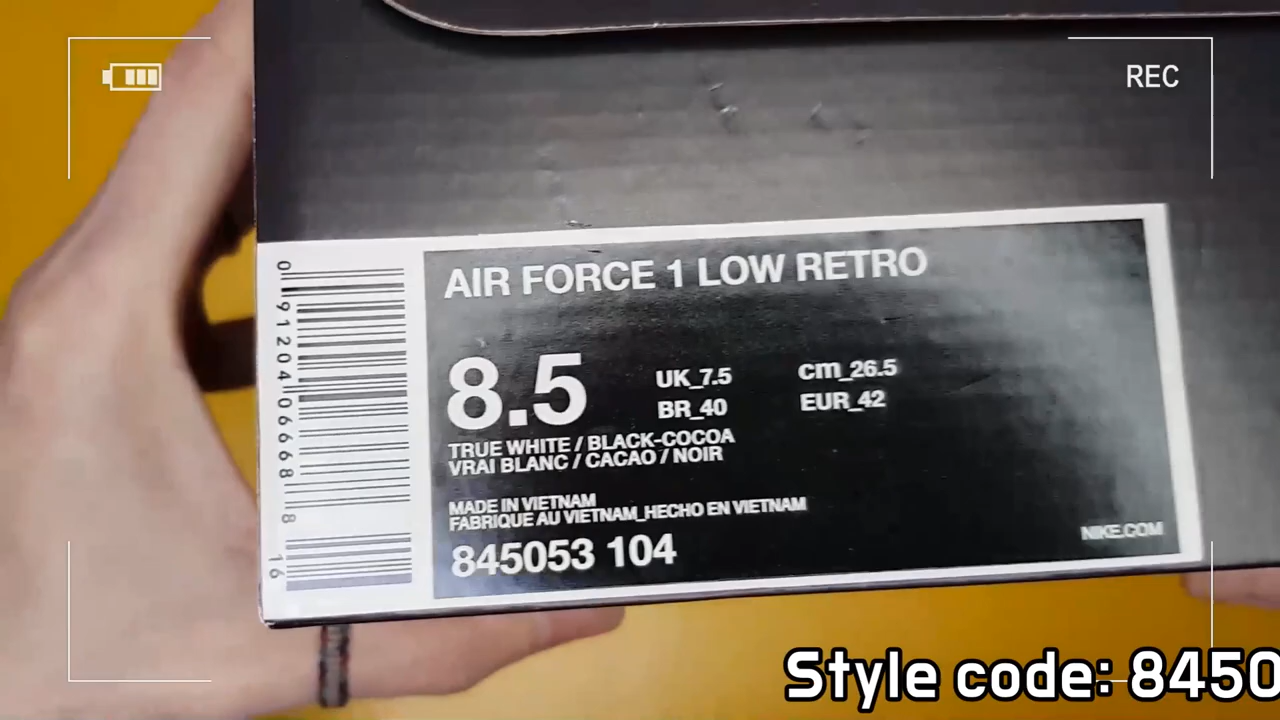 REC
AIR FORCE 1 LOW RETRO
8.5
UK_7.5
cm_26.5
BR_40
EUR_42
TRUE WHITE / BLACK-COCOA
VRAI BLANC / CACAO / NOIR
MADE IN VIETNAM
FABRIQUE AU VIETNAM_HECHO EN VIETNAM
845053 104
NIKE.COM
0 91204 06668 8
16
Style code: 8450